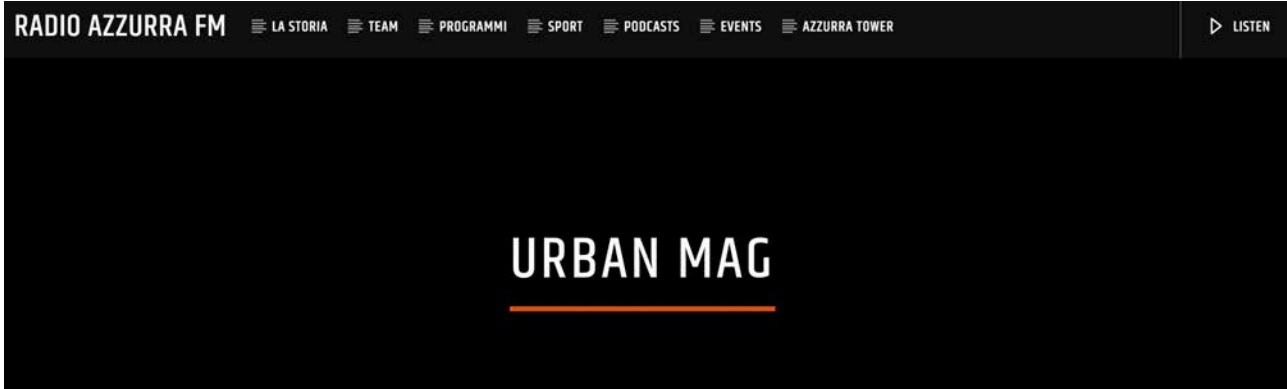 RADIO AZZURRA FM LA STORIA TEAM PROGRAMMI SPORT PODCASTS EVENTS AZZURRA TOWER LISTEN
URBAN MAG